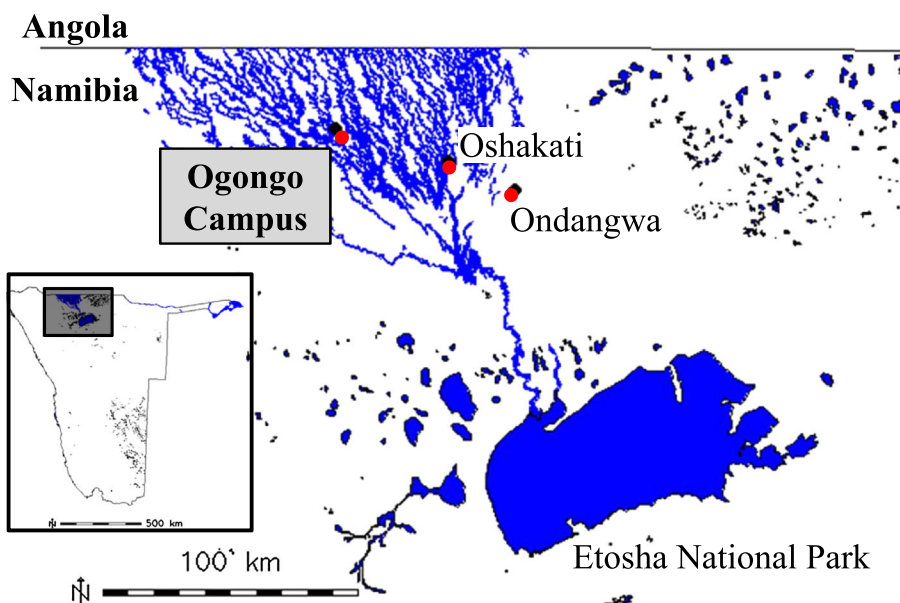 Angola
Namibia
Oshakati
Ogongo
Campus
Ondangwa
N
500 km
Etosha National Park
100 km
N